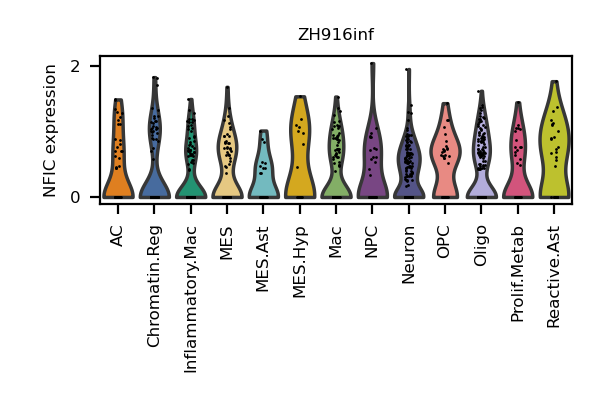 ZH916inf
NFIC expression
2
0
AC
Chromatin.Reg
Inflammatory.Mac
MES
MES.Ast
MES.Hyp
Mac
NPC
Neuron
OPC
Oligo
Prolif.Metab
Reactive.Ast